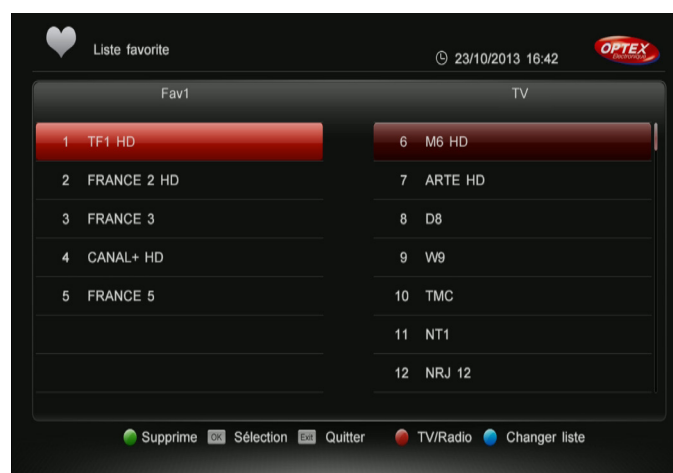 Liste favorite
23/10/2013 16:42
OPTEX
Electronique
Fav1
TV
1 TF1 HD
2 FRANCE 2 HD
3 FRANCE 3
4 CANAL+ HD
5 FRANCE 5
6 M6 HD
7 ARTE HD
8 D8
9 W9
10 TMC
11 NT1
12 NRJ 12
Supprime OK Sélection Exit Quitter TV/Radio Changer liste